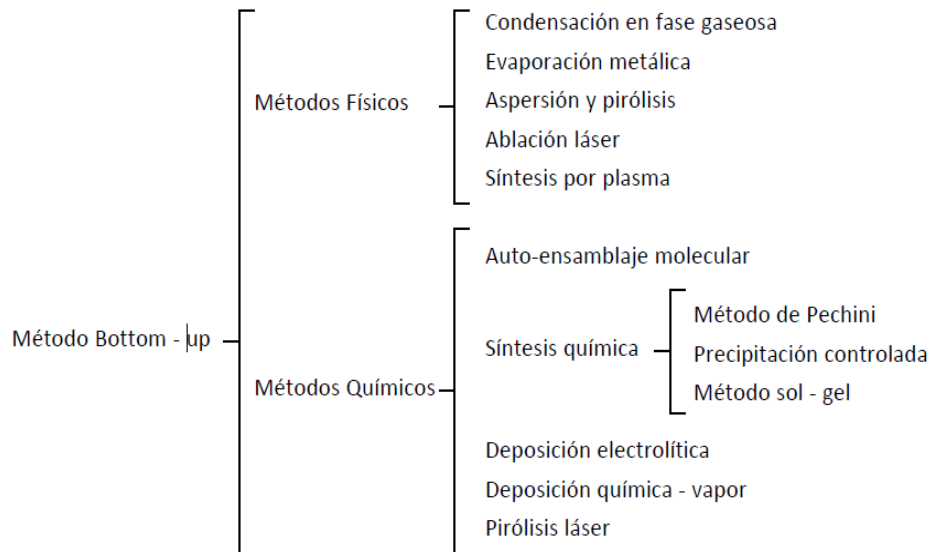 Condensación en fase gaseosa
Evaporación metálica
Métodos Físicos
Aspersión y pirólisis
Ablación láser
Síntesis por plasma
Auto-ensamblaje molecular
Método Bottom - up
Síntesis química
Método de Pechini
Precipitación controlada
Método sol - gel
Métodos Químicos
Deposición electrolítica
Deposición química - vapor
Pirólisis láser